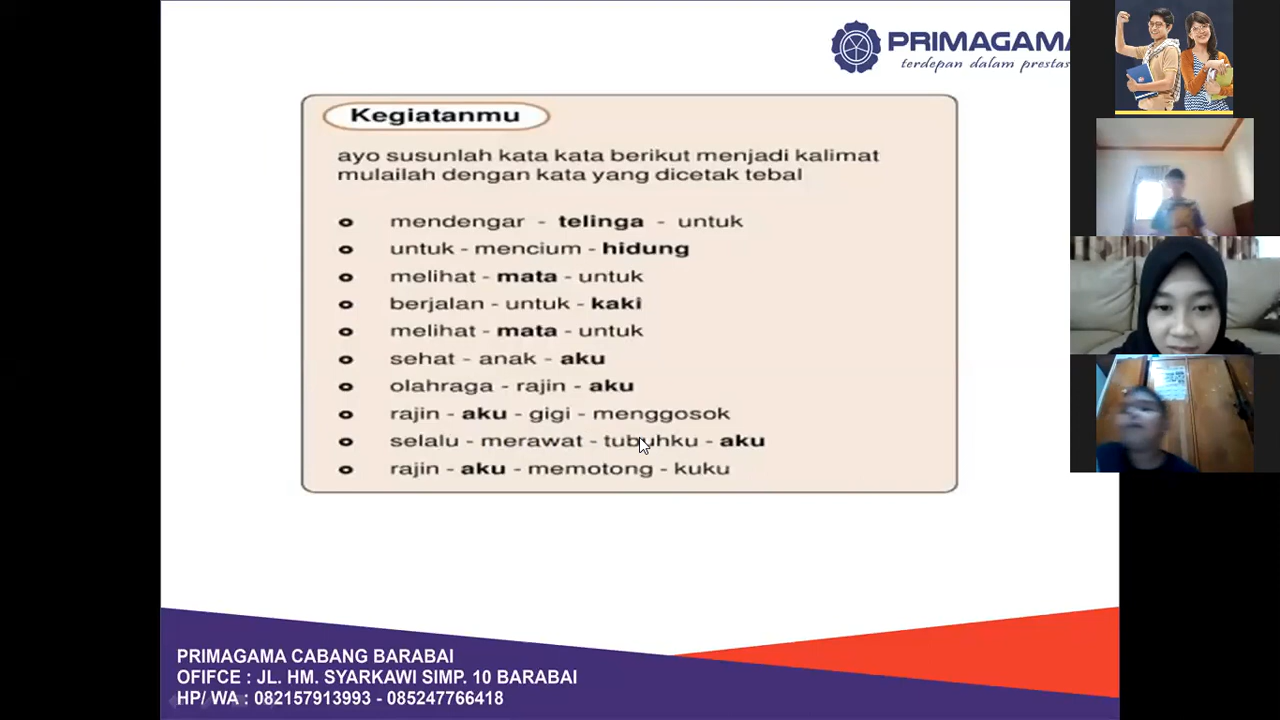 PRIMAGAMA
terdepan dalam prestas
Kegiatanmu
ayo susunlah kata kata berikut menjadi kalimat
mulailah dengan kata yang dicetak tebal
mendengar - telinga - untuk
untuk - mencium - hidung
melihat - mata - untuk
berjalan - untuk - kaki
melihat - mata - untuk
sehat - anak - aku
olahraga - rajin - aku
rajin - aku - gigi - menggosok
selalu - merawat - tubuhku - aku
rajin - aku - memotong - kuku
PRIMAGAMA CABANG BARABAI
OFIFCE : JL. HM. SYARKAWI SIMP. 10 BARABAI
HP/ WA : 082157913993 - 085247766418